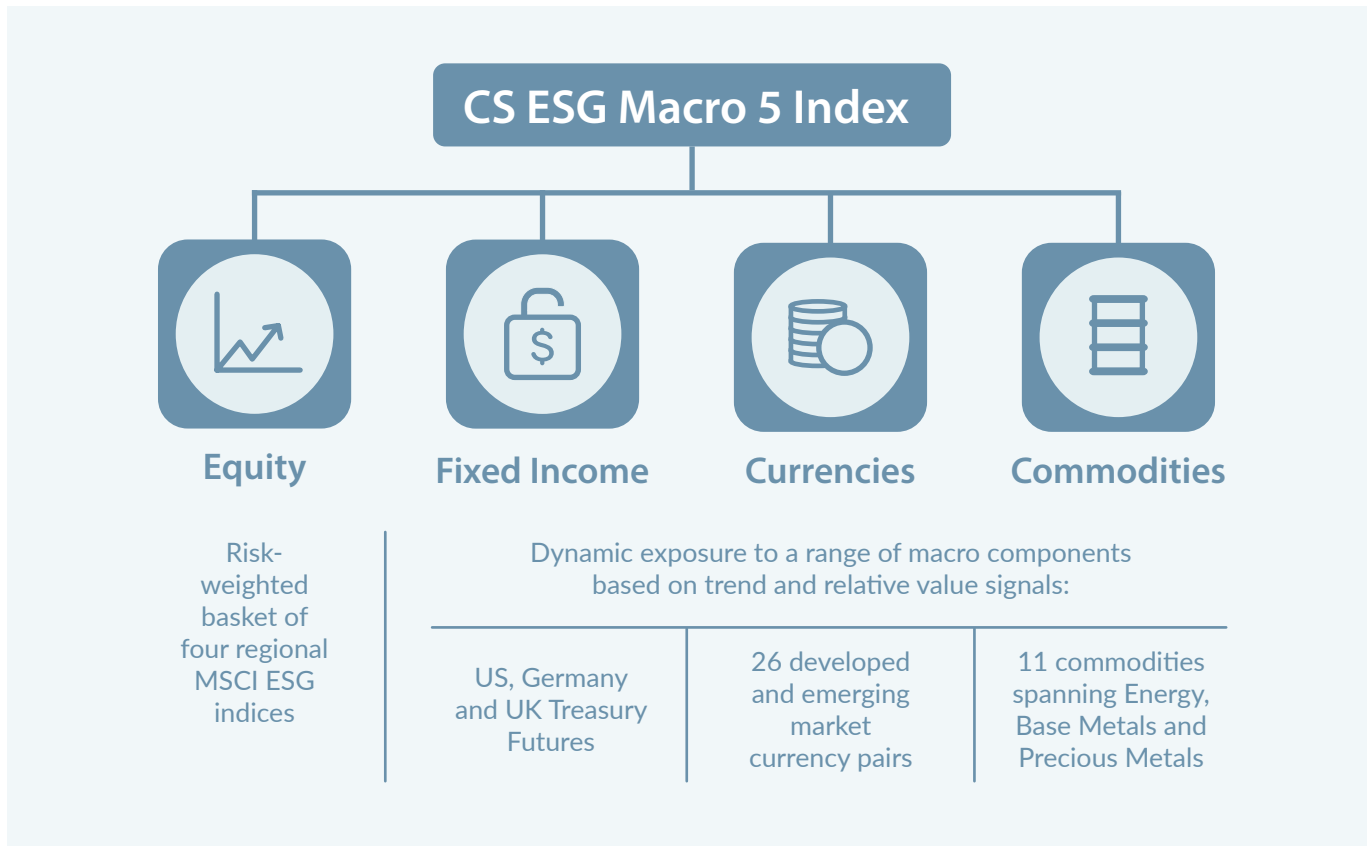 CS ESG Macro 5 Index
$
Equity
Fixed Income
Currencies
Commodities
Risk-
weighted
basket of
four regional
MSCI ESG
indices
Dynamic exposure to a range of macro components
based on trend and relative value signals:
US, Germany
and UK Treasury
Futures
26 developed
and emerging
market
currency pairs
11 commodities
spanning Energy,
Base Metals and
Precious Metals